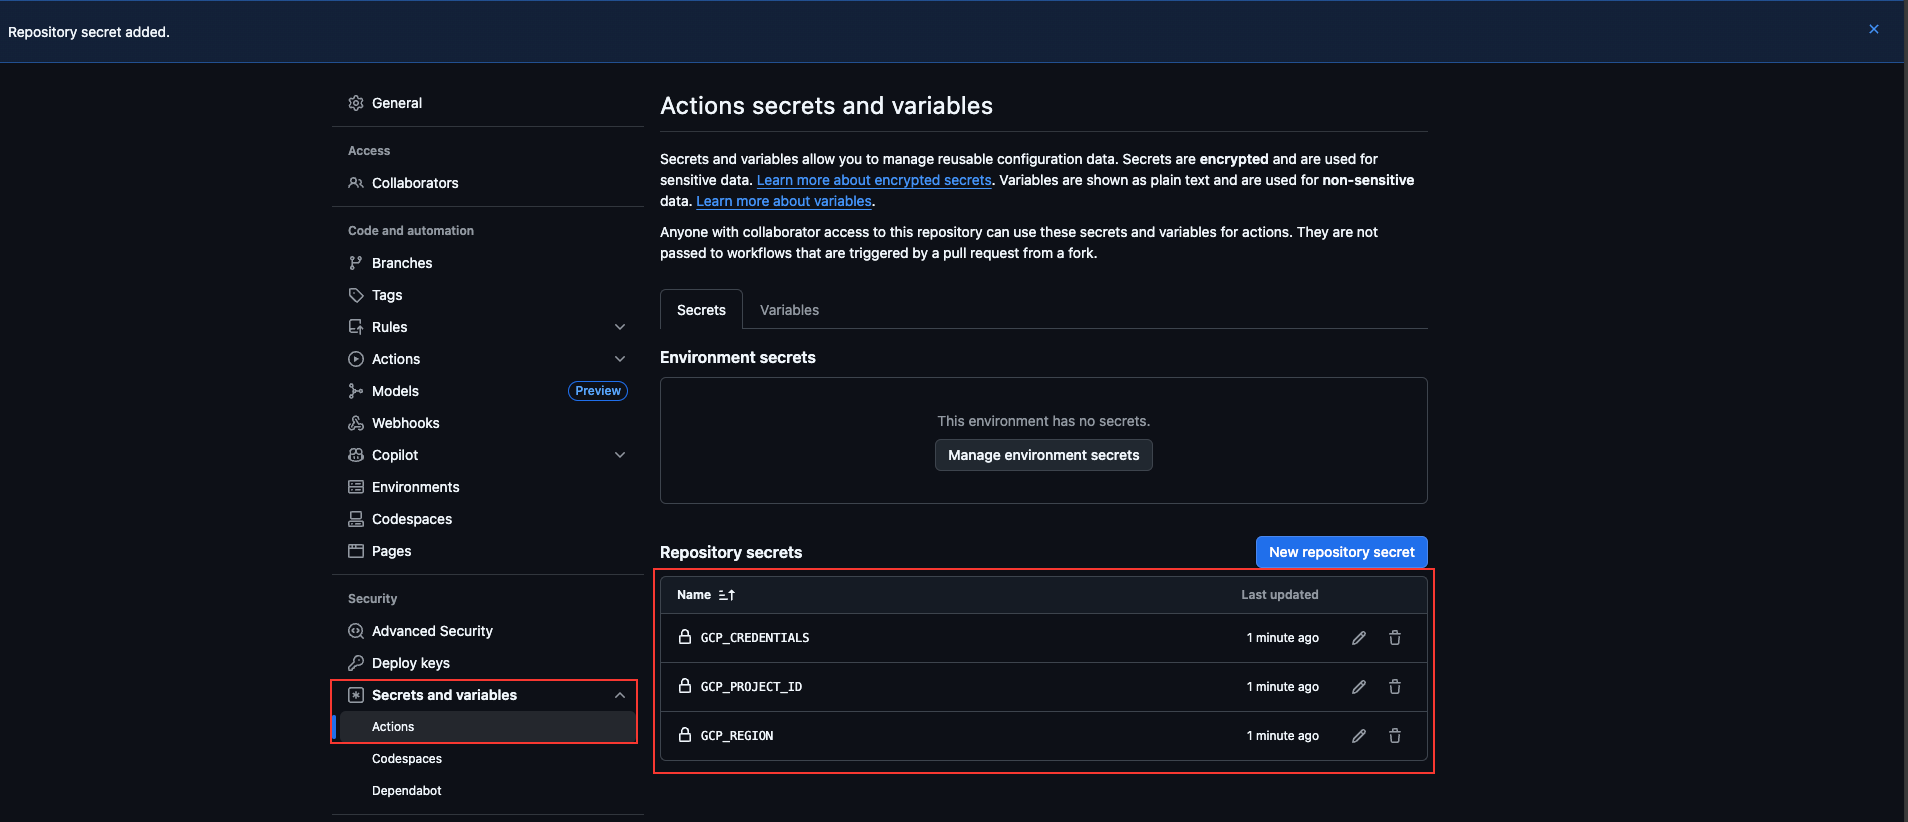 Repository secret added.
General
Access
Collaborators
Code and automation
Branches
Tags
Rules
Actions
Models
Preview
Webhooks
Copilot
Environments
Codespaces
Pages
Security
Advanced Security
Deploy keys
Secrets and variables
Actions
Codespaces
Dependabot
Actions secrets and variables
Secrets and variables allow you to manage reusable configuration data. Secrets are encrypted and are used for
sensitive data. Learn more about encrypted secrets. Variables are shown as plain text and are used for non-sensitive
data. Learn more about variables.
Anyone with collaborator access to this repository can use these secrets and variables for actions. They are not
passed to workflows that are triggered by a pull request from a fork.
Secrets
Variables
Environment secrets
This environment has no secrets.
Manage environment secrets
Repository secrets
New repository secret
Name
Last updated
GCP_CREDENTIALS
1 minute ago
GCP_PROJECT_ID
1 minute ago
GCP_REGION
1 minute ago